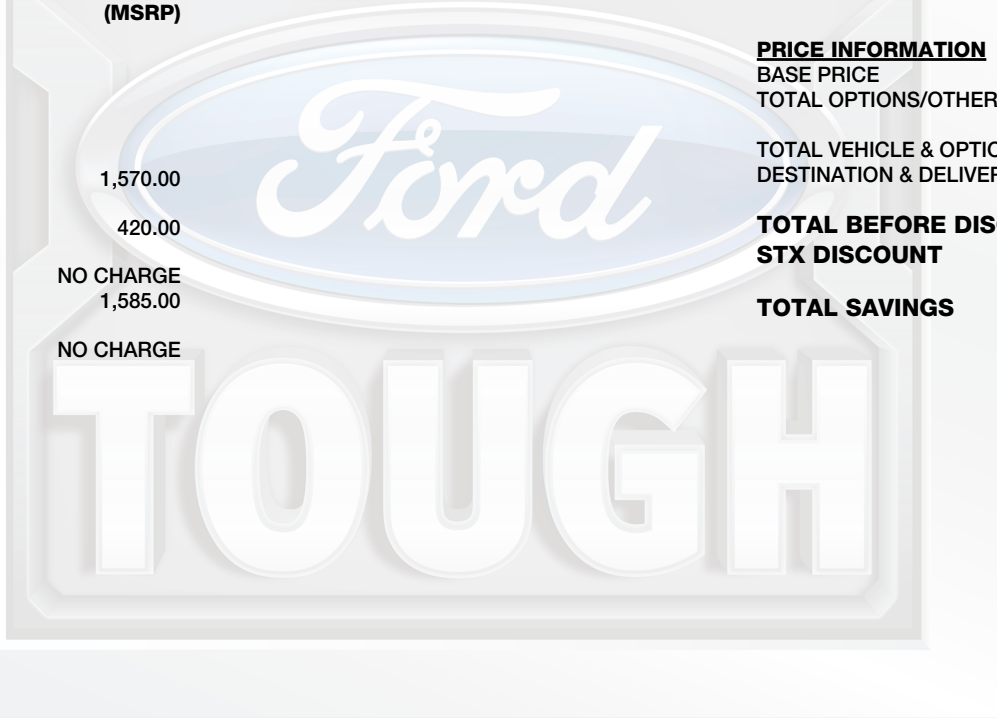 (MSRP)
1,570.00
420.00
NO CHARGE
1,585.00
NO CHARGE
PRICE INFORMATION
BASE PRICE
TOTAL OPTIONS/OTHER
TOTAL VEHICLE & OPTIO
DESTINATION & DELIVER
TOTAL BEFORE DISC
STX DISCOUNT
TOTAL SAVINGS
Ford
TOUGH